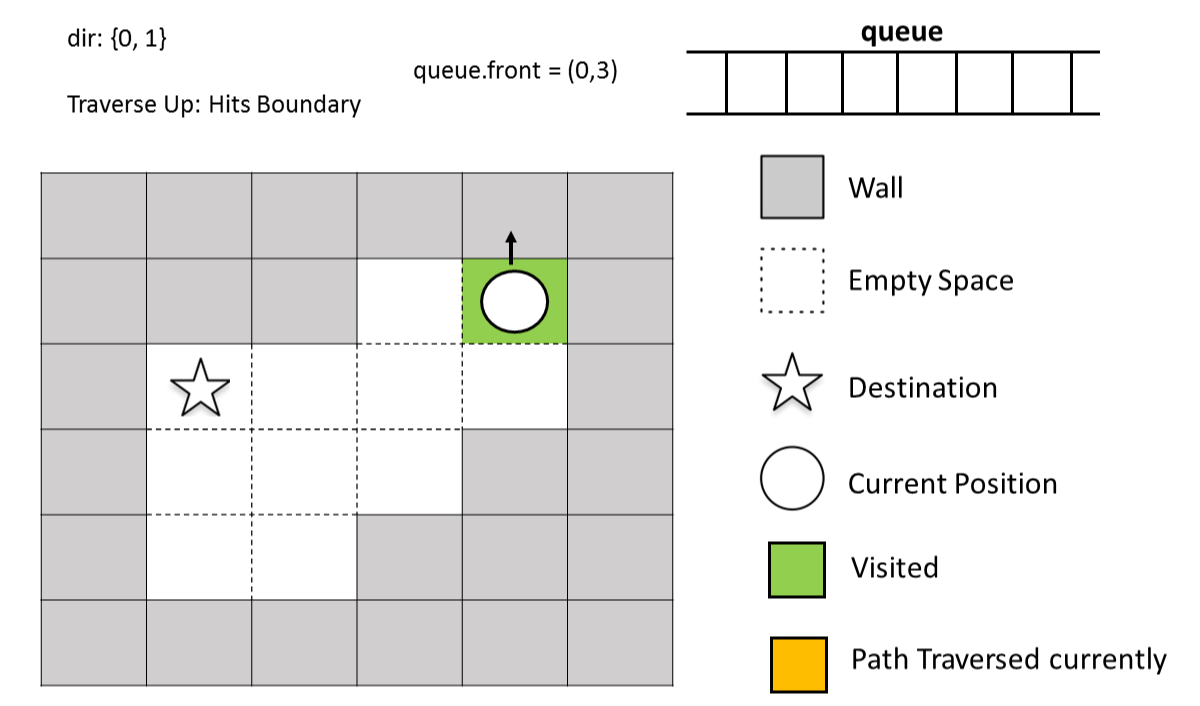 dir: {0, 1}
queue
queue.front = (0,3)
Traverse Up: Hits Boundary
Wall
Empty Space
Destination
Current Position
Visited
Path Traversed currently